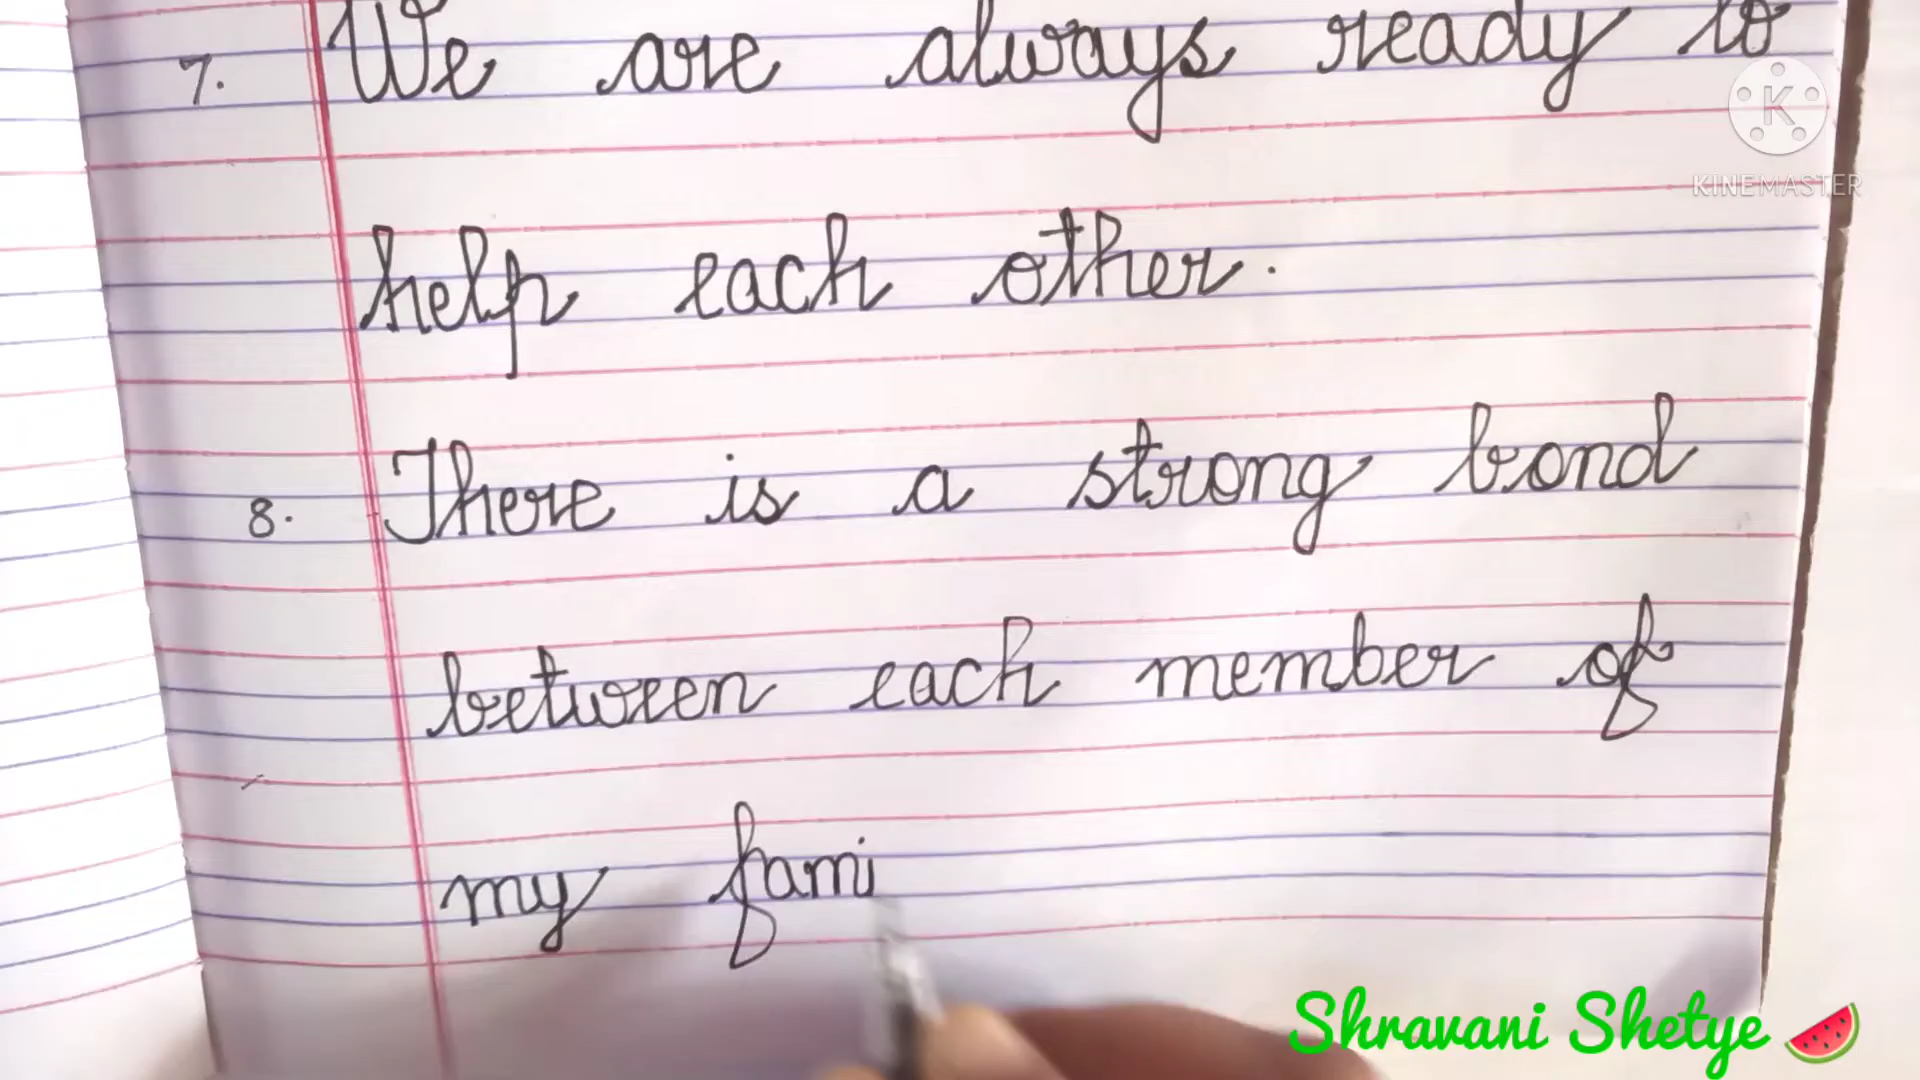 7. We are always ready to
help each other.
8. There is a strong bond
between each member of
my fami
K
KINEMASTER
Shravani Shetye